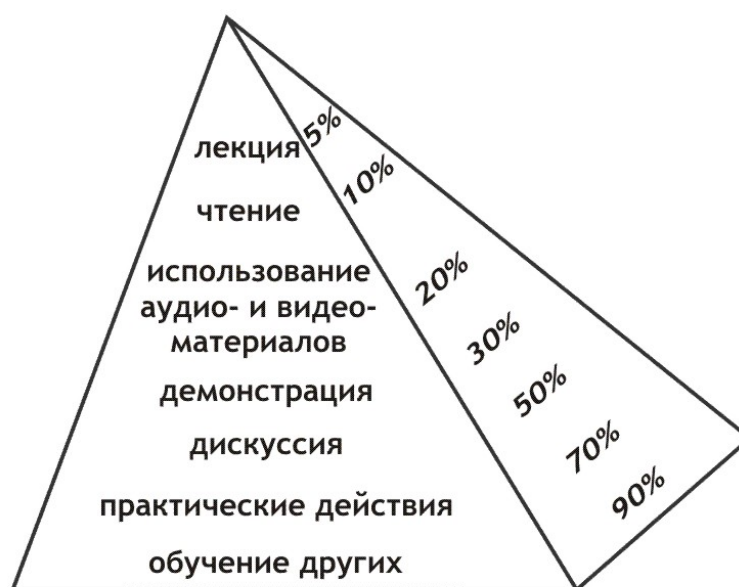 лекция 5%
чтение 10%
использование
аудио- и видео-
материалов 20%
демонстрация 30%
дискуссия 50%
практические действия 70%
обучение других 90%